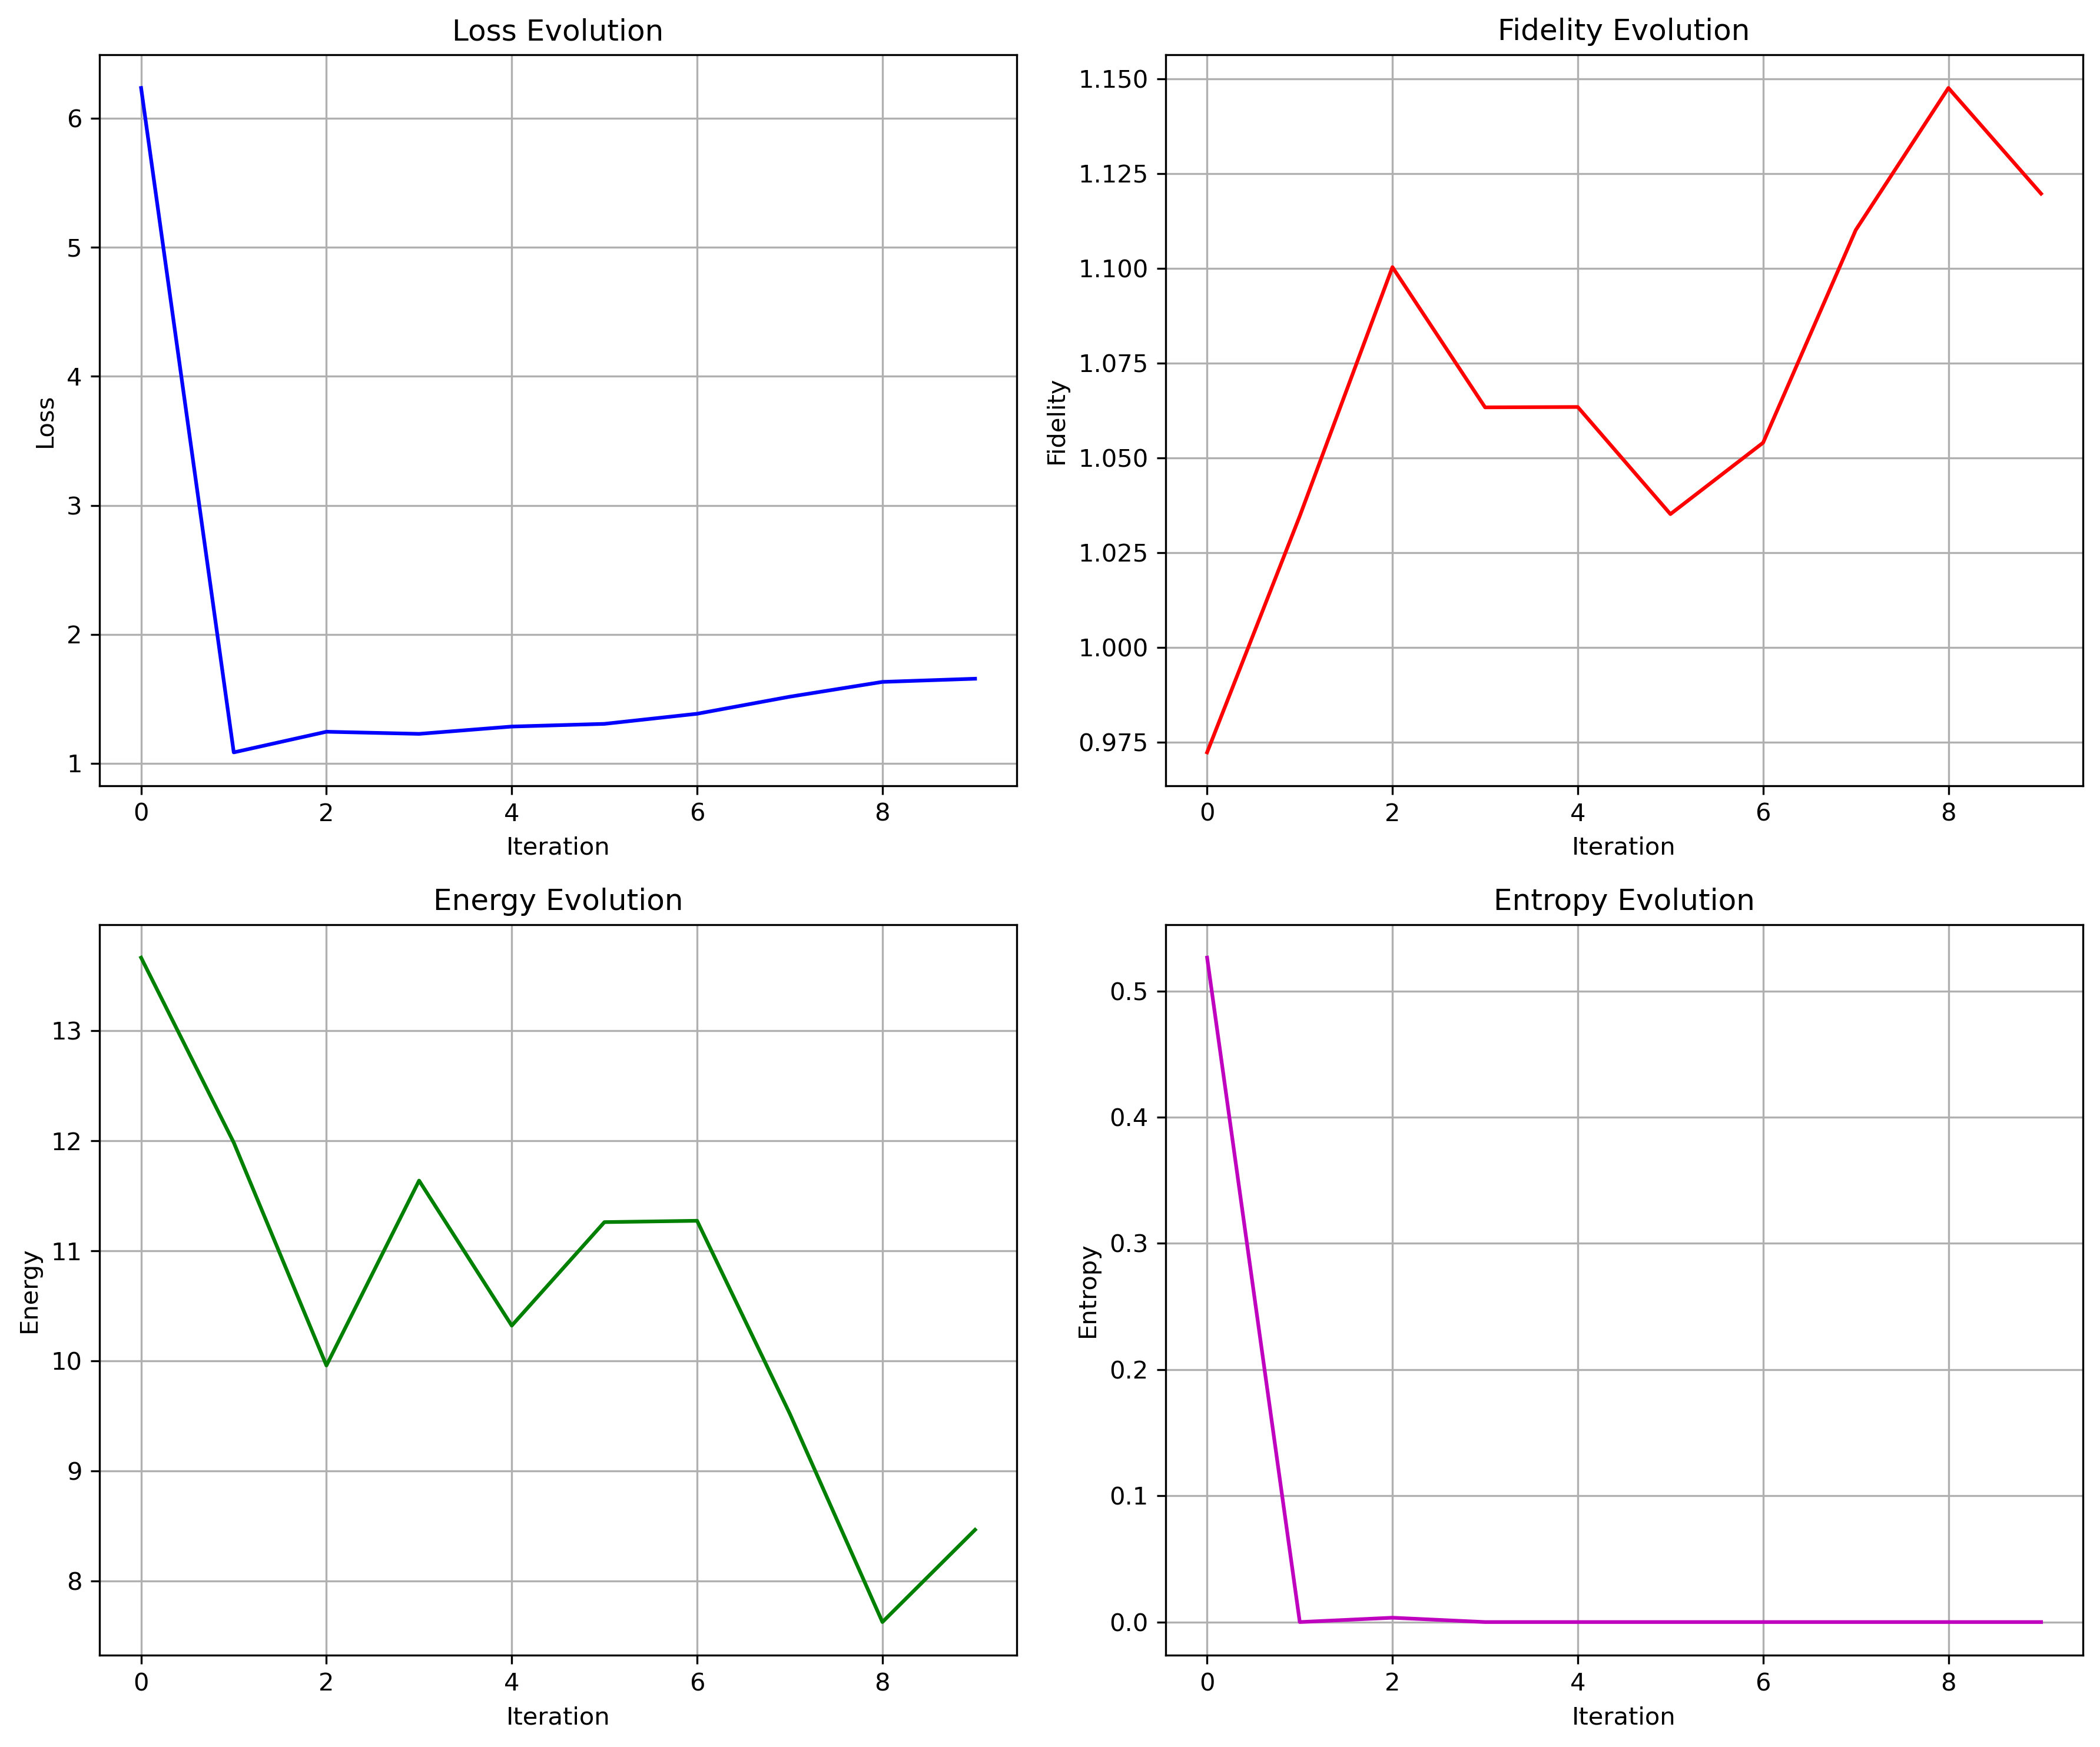 Loss Evolution
6
5
4
3
2
1
Loss
0 2 4 6 8
Iteration
Fidelity Evolution
1.150
1.125
1.100
1.075
1.050
1.025
1.000
0.975
Fidelity
0 2 4 6 8
Iteration
Energy Evolution
13
12
11
10
9
8
Energy
0 2 4 6 8
Iteration
Entropy Evolution
0.5
0.4
0.3
0.2
0.1
0.0
Entropy
0 2 4 6 8
Iteration